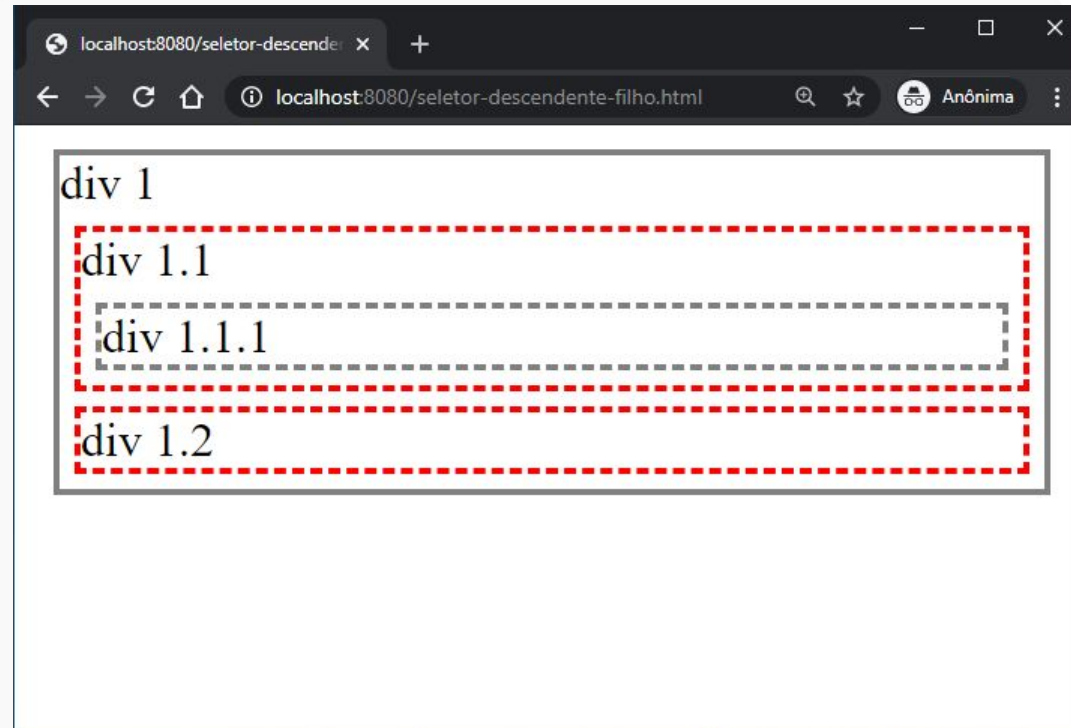 localhost:8080/seletor-descender
localhost:8080/seletor-descendente-filho.html
Anônima
div 1
div 1.1
div 1.1.1
div 1.2